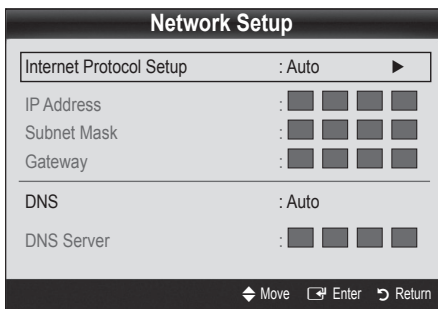 Network Setup
Internet Protocol Setup : Auto ▶
IP Address :
Subnet Mask :
Gateway :
DNS : Auto
DNS Server :
Move Enter Return